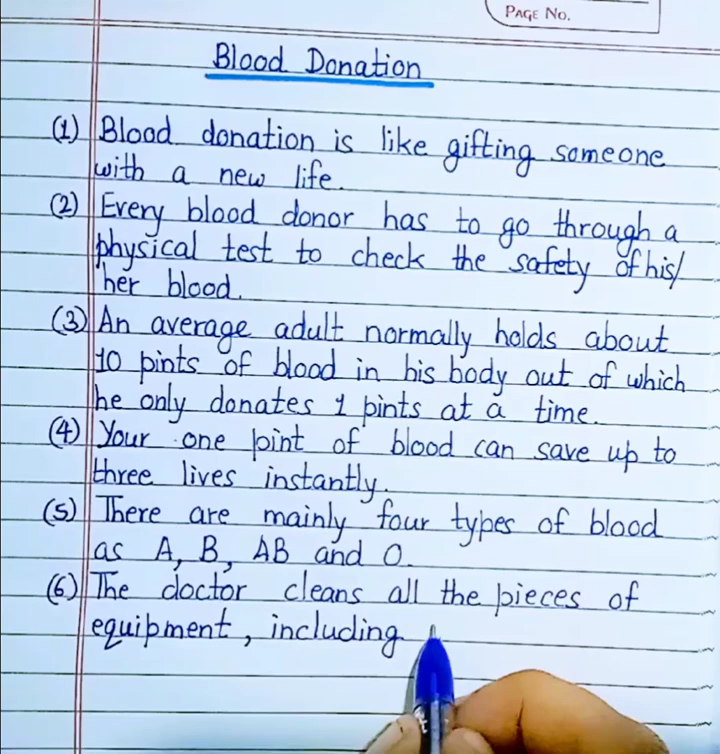 PAGE NO.
Blood Donation
(1) Blood donation is like gifting someone
with a new life.
(2) Every blood donor has to go through a
physical test to check the safety of his/
her blood.
(3) An average adult normally holds about
10 pints of blood in his body out of which
he only donates 1 pints at a time.
(4) Your one pint of blood can save up to
three lives instantly.
(5) There are mainly four types of blood
as A, B, AB and O.
(6) The doctor cleans all the pieces of
equipment, including